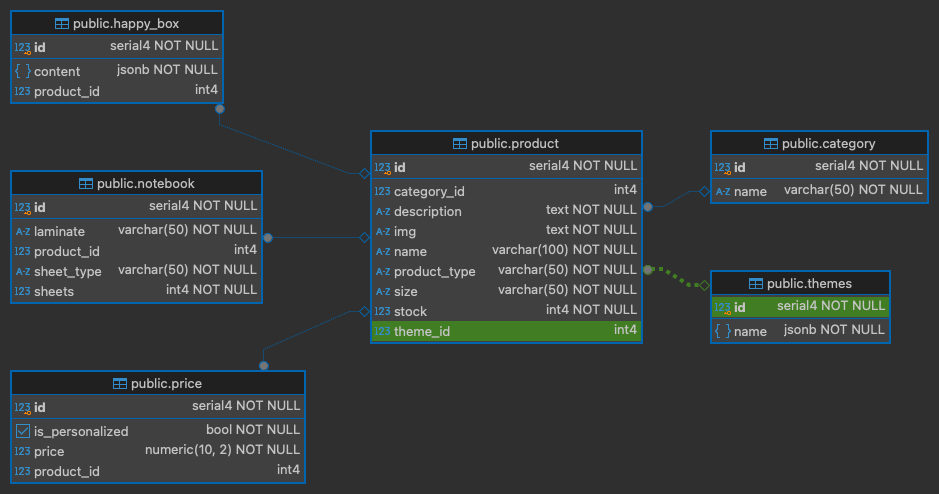 public.happy_box
123 id serial4 NOT NULL
{ } content jsonb NOT NULL
123 product_id int4
public.notebook
123 id serial4 NOT NULL
A-Z laminate varchar(50) NOT NULL
123 product_id int4
A-Z sheet_type varchar(50) NOT NULL
123 sheets int4 NOT NULL
public.price
123 id serial4 NOT NULL
is_personalized bool NOT NULL
123 price numeric(10, 2) NOT NULL
123 product_id int4
public.product
123 id serial4 NOT NULL
123 category_id int4
A-Z description text NOT NULL
A-Z img text NOT NULL
A-Z name varchar(100) NOT NULL
A-Z product_type varchar(50) NOT NULL
A-Z size varchar(50) NOT NULL
123 stock int4 NOT NULL
123 theme_id int4
public.category
123 id serial4 NOT NULL
A-Z name varchar(50) NOT NULL
public.themes
123 id serial4 NOT NULL
{ } name jsonb NOT NULL